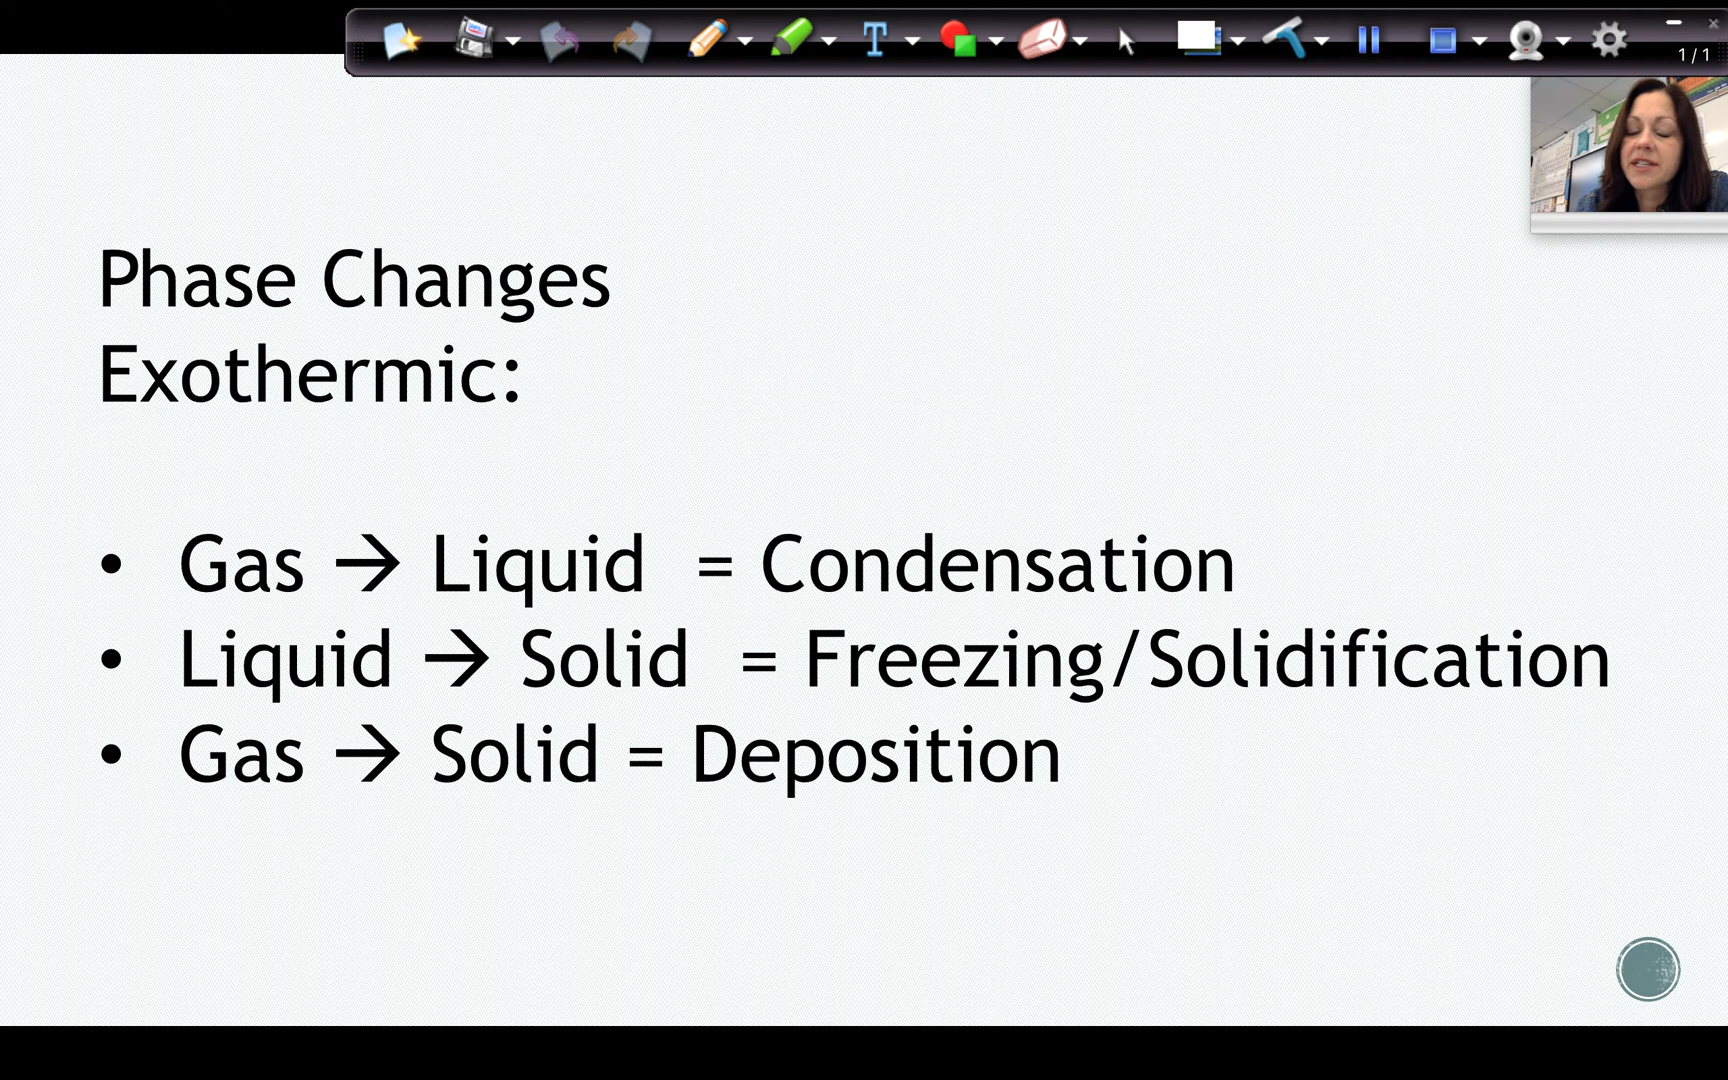 1/1
Phase Changes
Exothermic:
• Gas → Liquid = Condensation
• Liquid → Solid = Freezing/Solidification
• Gas → Solid = Deposition